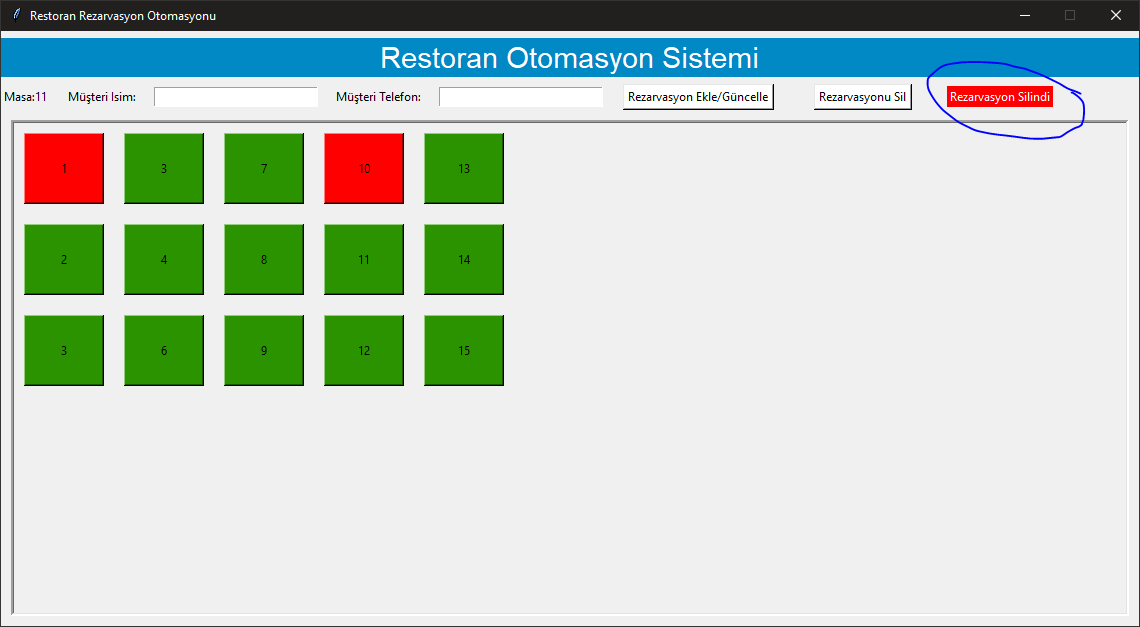 Restoran Rezarvasyon Otomasyonu
Restoran Otomasyon Sistemi
Masa:11 Müşteri Isim: Müşteri Telefon: Rezarvasyon Ekle/Güncelle Rezarvasyonu Sil Rezarvasyon Silindi
1 3 7 10 13
2 4 8 11 14
3 6 9 12 15